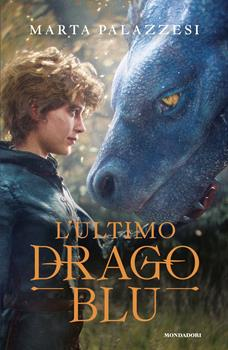 MARTA PALAZZESI
L'ULTIMO
DRAGO
BLU
MONDADORI